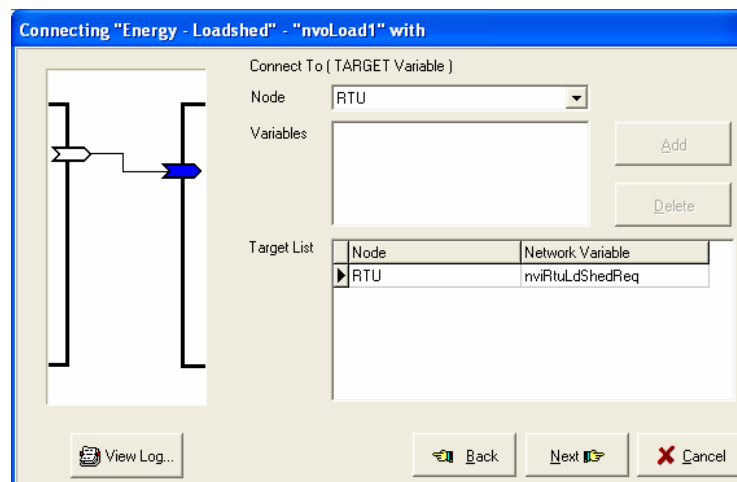 Connecting "Energy - Loadshed" - "nvoLoad1" with
Connect To ( TARGET Variable )
Node RTU
Variables
Add
Delete
Target List Node Network Variable
RTU nviRtuLdShedReq
View Log... Back Next Cancel